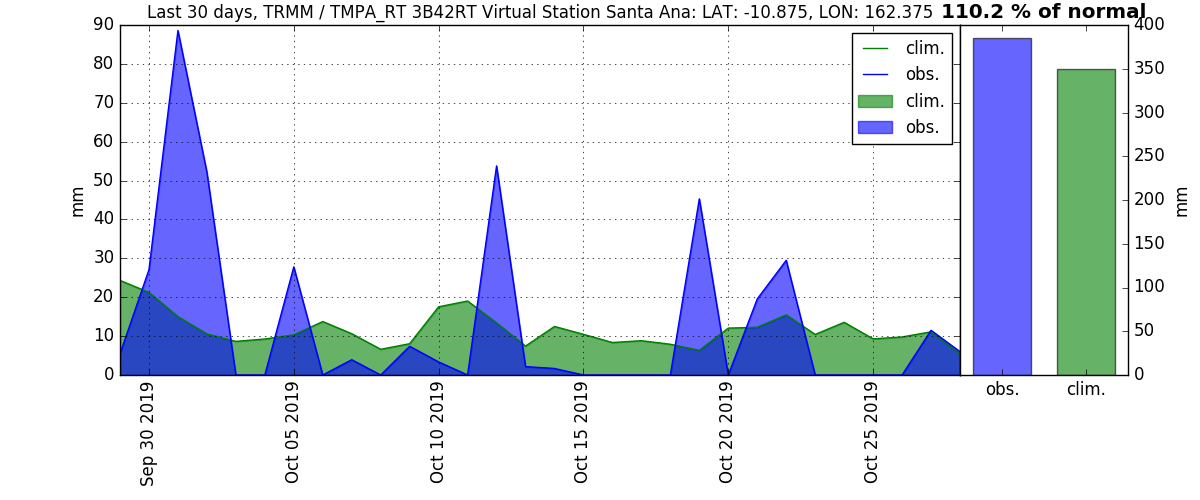 Last 30 days, TRMM / TMPA_RT 3B42RT Virtual Station Santa Ana: LAT: -10.875, LON: 162.375 110.2 % of normal
90
80
70
60
50
40
30
20
10
0
mm
clim.
obs.
clim.
obs.
Sep 30 2019
Oct 05 2019
Oct 10 2019
Oct 15 2019
Oct 20 2019
Oct 25 2019
400
350
300
250
200
150
100
50
0
mm
obs. clim.